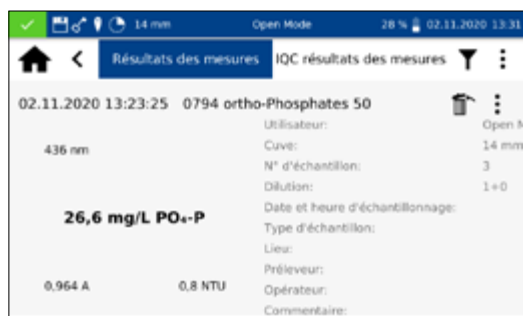 14 mm Open Mode 28 % 02.11.2020 13:31
Résultats des mesures IQC résultats des mesures
02.11.2020 13:23:25 0794 ortho-Phosphates 50
Utilisateur: Open M
436 nm
Cuve: 14 mm
N° d'échantillon: 3
Dilution: 1+0
26,6 mg/L PO₄-P
Date et heure d'échantillonnage:
Type d'échantillon:
Lieu:
Préleveur:
0.964 A 0,8 NTU
Opérateur:
Commentaire: